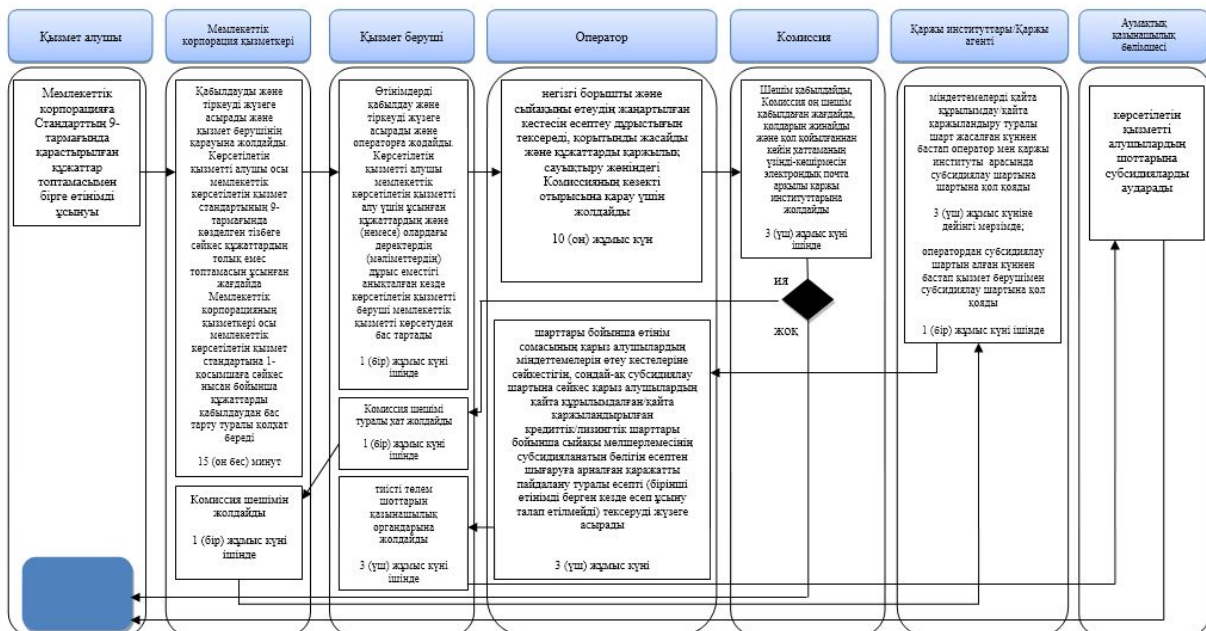 Қызмет алушы
Мемлекеттік
корпорация қызметкері
Қызмет беруші
Оператор
Комиссия
Қаржы институттары/Қаржы
агенті
Аумақтық
қазынашылық
бөлімшесі
Мемлекеттік
корпорацияға
Стандарттың 9-
тармағында
қарастырылған
құжаттар
топтамасымен
бірге өтінімді
ұсынуы
Қабылдауды және
тіркеуді жүзеге
асырады және
қызмет берушінің
қарауына жолдайды.
Көрсетілетін
қызметті алушы осы
мемлекеттік
көрсетілетін қызмет
стандартының 9-
тармағында
көзделген тізбеге
сәйкес құжаттардың
толық емес
топтамасын ұсынған
жағдайда
Мемлекеттік
корпорацияның
қызметкері осы
мемлекеттік
көрсетілетін қызмет
стандартына 1-
қосымшаға сәйкес
нысан бойынша
құжаттарды
қабылдаудан бас
тарту туралы қолхат
береді
15 (он бес) минут
Комиссия шешімін
жолдайды
1 (бір) жұмыс күні
ішінде
Өтінімдерді
қабылдау және
тіркеуді жүзеге
асырады және
операторға жодайды.
Көрсетілетін
қызметті алушы
мемлекеттік
көрсетілетін қызметті
алу үшін ұсынған
құжаттардың және
(немесе) олардағы
деректердің
(мәліметтердің)
дұрыс еместігі
анықталған кезде
көрсетілетін қызметті
беруші мемлекеттік
қызметті көрсетуден
бас тартады
1 (бір) жұмыс күні
ішінде
Комиссия шешімі
туралы хат жолдайды
1 (бір) жұмыс күні
ішінде
тиісті төлем
шоттарын
қазынашылық
органдарына
жолдайды
3 (үш) жұмыс күні
ішінде
негізгі борышты және
сыйақыны өтеудің жаңартылған
кестесін есептеу дұрыстығын
тексереді, қорытынды жасайды
және құжаттарды қаржылық
сауықтыру жөніндегі
Комиссияның кезекті
отырысына қарау үшін
жолдайды
10 (он) жұмыс күн
шарттары бойынша өтінім
сомасының қарыз алушылардың
міндеттемелерін өтеу кестелеріне
сәйкестігін, сондай-ақ субсидиялау
шартына сәйкес қарыз алушылардың
қайта құрылымдалған/қайта
қаржыландырылған
кредиттік/лизингтік шарттары
бойынша сыйақы мөлшерлемесінің
субсидияланатын бөлігін есептен
шығаруға арналған қаражатты
пайдалану туралы есепті (бірінші
өтінімді берген кезде есеп ұсыну
талап етілмейді) тексеруді жүзеге
асырады
3 (үш) жұмыс күні
Шешім қабылдайды,
Комиссия оң шешім
қабылдаған жағдайда,
қолдарын жинайды
және қол қойылғаннан
кейін хаттаманың
үзінді-көшірмесін
электрондық почта
арқылы қаржы
институттарына
жолдайды
3 (үш) жұмыс күні
ішінде
ия
жоқ
міндеттемелерді қайта
құрылымдау/қайта
қаржыландыру туралы
шарт жасалған күннен
бастап оператор мен қаржы
институты арасында
субсидиялау шартына
шартына қол қояды
3 (үш) жұмыс күніне
дейінгі мерзімде;
оператордан субсидиялау
шартын алған күннен
бастап қызмет берушімен
субсидиялау шартына қол
қояды
1 (бір) жұмыс күні ішінде
көрсетілетін
қызметті
алушылардың
шоттарына
субсидияларды
аударады